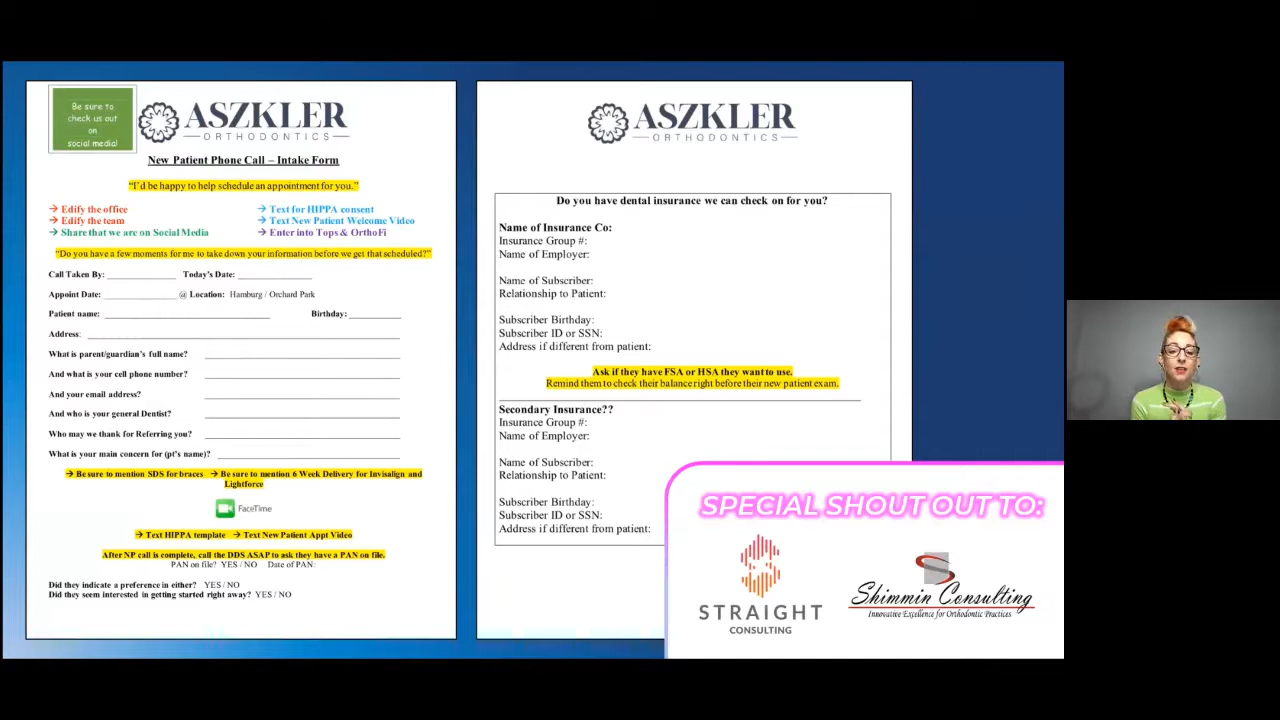 Be sure to
check us out
on
social media!
ASZKLER
ORTHODONTICS
New Patient Phone Call – Intake Form
“I’d be happy to help schedule an appointment for you.”
→ Edify the office
→ Edify the team
→ Share that we are on Social Media
→ Text for HIPPA consent
→ Text New Patient Welcome Video
→ Enter into Tops & OrthoFi
“Do you have a few moments for me to take down your information before we get that scheduled?”
Call Taken By: ______________ Today’s Date: _______________
Appoint Date: _______________ @ Location: Hamburg / Orchard Park
Patient name: __________________________________ Birthday: ___________
Address: ________________________________________________
What is parent/guardian’s full name? ________________________________
And what is your cell phone number? ________________________________
And your email address? ________________________________
And who is your general Dentist? ________________________________
Who may we thank for Referring you? ________________________________
What is your main concern for (pt’s name)? ______________________________
→ Be sure to mention SDS for braces → Be sure to mention 6 Week Delivery for Invisalign and
Lightforce
FaceTime
→ Text HIPPA template → Text New Patient Appt Video
After NP call is complete, call the DDS ASAP to ask they have a PAN on file.
PAN on file? YES / NO Date of PAN:
Did they indicate a preference in either? YES / NO
Did they seem interested in getting started right away? YES / NO
ASZKLER
ORTHODONTICS
Do you have dental insurance we can check on for you?
Name of Insurance Co:
Insurance Group #:
Name of Employer:
Name of Subscriber:
Relationship to Patient:
Subscriber Birthday:
Subscriber ID or SSN:
Address if different from patient:
Ask if they have FSA or HSA they want to use.
Remind them to check their balance right before their new patient exam.
Secondary Insurance??
Insurance Group #:
Name of Employer:
Name of Subscriber:
Relationship to Patient:
Subscriber Birthday:
Subscriber ID or SSN:
Address if different from patient:
SPECIAL SHOUT OUT TO:
STRAIGHT
CONSULTING
Shimmin Consulting
Innovative Excellence for Orthodontic Practices